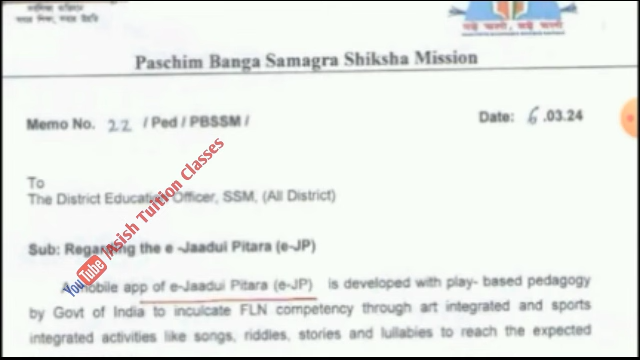 Paschim Banga Samagra Shiksha Mission
Memo No. 22 / Ped / PBSSM /
Date: 6 .03.24
To
The District Education Officer, SSM, (All District)
Sub: Regarding the e -Jaadui Pitara (e-JP)
A mobile app of e-Jaadui Pitara (e-JP) is developed with play- based pedagogy
by Govt of India to inculcate FLN competency through art integrated and sports
integrated activities like songs, riddles, stories and lullabies to reach the expected
YouTube /Asish Tuition Classes